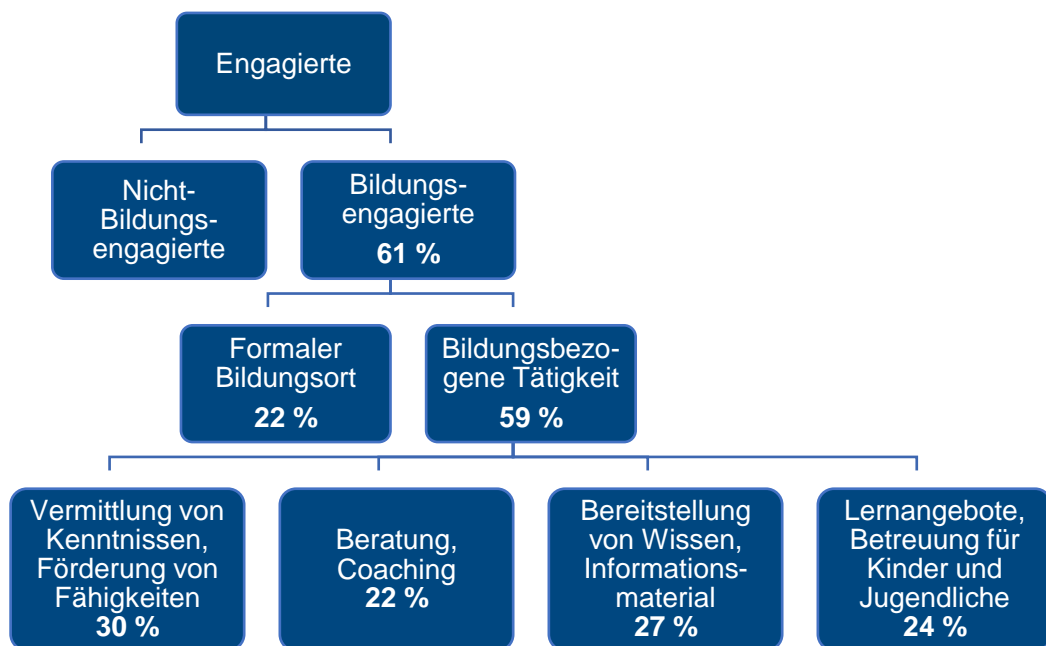 Engagierte
Nicht-
Bildungs-
engagierte
Bildungs-
engagierte
61 %
Formaler
Bildungsort
22 %
Bildungsbezo-
gene Tätigkeit
59 %
Vermittlung von
Kenntnissen,
Förderung von
Fähigkeiten
30 %
Beratung,
Coaching
22 %
Bereitstellung
von Wissen,
Informations-
material
27 %
Lernangebote,
Betreuung für
Kinder und
Jugendliche
24 %